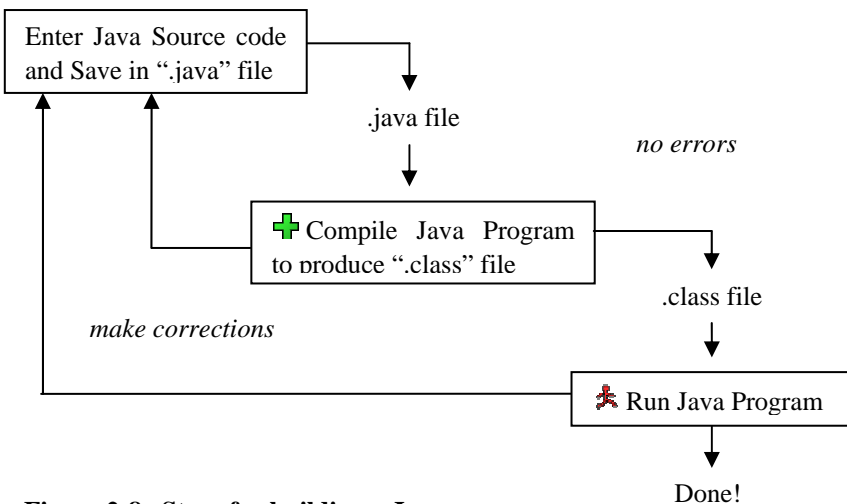 Enter Java Source code
and Save in “.java” file
.java file
no errors
Compile Java Program
to produce “.class” file
.class file
make corrections
Run Java Program
Done!